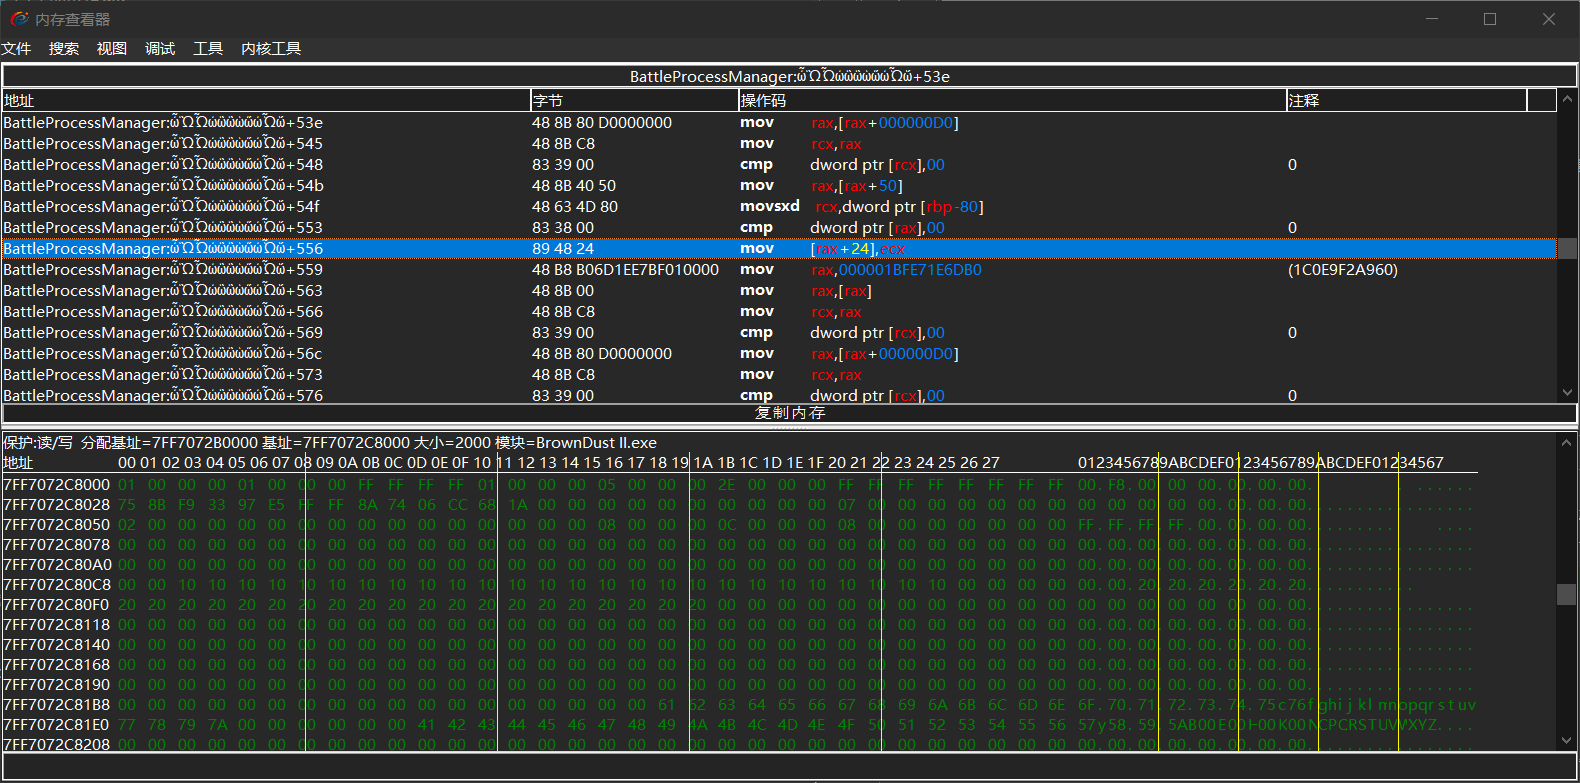 内存查看器
文件 搜索 视图 调试 工具 内核工具
BattleProcessManager: +53e
地址 字节 操作码 注释
BattleProcessManager: +53e 48 8B 80 D0000000 mov rax,[rax+000000D0]
BattleProcessManager: +545 48 8B C8 mov rcx,rax
BattleProcessManager: +548 83 39 00 cmp dword ptr [rcx],00 0
BattleProcessManager: +54b 48 8B 40 50 mov rax,[rax+50]
BattleProcessManager: +54f 48 63 4D 80 movsxd rcx,dword ptr [rbp-80]
BattleProcessManager: +553 83 38 00 cmp dword ptr [rax],00 0
BattleProcessManager: +556 89 48 24 mov [rax+24],ecx
BattleProcessManager: +559 48 B8 B06D1EE7BF010000 mov rax,000001BFE71E6DB0 (1C0E9F2A960)
BattleProcessManager: +563 48 8B 00 mov rax,[rax]
BattleProcessManager: +566 48 8B C8 mov rcx,rax
BattleProcessManager: +569 83 39 00 cmp dword ptr [rcx],00 0
BattleProcessManager: +56c 48 8B 80 D0000000 mov rax,[rax+000000D0]
BattleProcessManager: +573 48 8B C8 mov rcx,rax
BattleProcessManager: +576 83 39 00 cmp dword ptr [rcx],00 0
复制内存
保护:读/写 分配基址=7FF7072B0000 基址=7FF7072C8000 大小=2000 模块=BrownDust II.exe
地址 00 01 02 03 04 05 06 07 08 09 0A 0B 0C 0D 0E 0F 10 11 12 13 14 15 16 17 18 19 1A 1B 1C 1D 1E 1F 20 21 22 23 24 25 26 27 0123456789ABCDEF0123456789ABCDEF01234567
7FF7072C8000 01 00 00 00 01 00 00 00 FF FF FF FF 01 00 00 00 05 00 00 00 2E 00 00 00 FF FF FF FF FF FF FF FF 00 F8 00 00 00 00 00 00
7FF7072C8028 75 8B F9 33 97 E5 FF FF 8A 74 06 CC 68 1A 00 00 00 00 00 00 00 00 00 00 07 00 00 00 00 00 00 00 00 00 00 00 00 00 00 00
7FF7072C8050 02 00 00 00 00 00 00 00 00 00 00 00 00 00 00 00 08 00 00 00 0C 00 00 00 08 00 00 00 00 00 00 00 FF FF FF FF 00 00 00 00
7FF7072C8078 00 00 00 00 00 00 00 00 00 00 00 00 00 00 00 00 00 00 00 00 00 00 00 00 00 00 00 00 00 00 00 00 00 00 00 00 00 00 00 00
7FF7072C80A0 00 00 00 00 00 00 00 00 00 00 00 00 00 00 00 00 00 00 00 00 00 00 00 00 00 00 00 00 00 00 00 00 00 00 00 00 00 00 00 00
7FF7072C80C8 00 00 10 10 10 10 10 10 10 10 10 10 10 10 10 10 10 10 10 10 10 10 10 10 10 10 10 10 00 00 00 00 00 00 20 20 20 20 20
7FF7072C80F0 20 20 20 20 20 20 20 20 20 20 20 20 20 20 20 20 20 20 20 00 00 00 00 00 00 00 00 00 00 00 00 00 00 00 00 00 00 00 00 00
7FF7072C8118 00 00 00 00 00 00 00 00 00 00 00 00 00 00 00 00 00 00 00 00 00 00 00 00 00 00 00 00 00 00 00 00 00 00 00 00 00 00 00 00
7FF7072C8140 00 00 00 00 00 00 00 00 00 00 00 00 00 00 00 00 00 00 00 00 00 00 00 00 00 00 00 00 00 00 00 00 00 00 00 00 00 00 00 00
7FF7072C8168 00 00 00 00 00 00 00 00 00 00 00 00 00 00 00 00 00 00 00 00 00 00 00 00 00 00 00 00 00 00 00 00 00 00 00 00 00 00 00 00
7FF7072C8190 00 00 00 00 00 00 00 00 00 00 00 00 00 00 00 00 00 00 00 00 00 00 00 00 00 00 00 00 00 00 00 00 00 00 00 00 00 00 00 00
7FF7072C81B8 00 00 00 00 00 00 00 00 00 00 00 00 00 00 00 00 00 00 61 62 63 64 65 66 67 68 69 6A 6B 6C 6D 6E 6F 70 71 72 73 74 75 76 fghijklmnopqrstuv
7FF7072C81E0 77 78 79 7A 00 00 00 00 00 00 41 42 43 44 45 46 47 48 49 4A 4B 4C 4D 4E 4F 50 51 52 53 54 55 56 57 58 59 5A 00 00 00 00 RSTUVWXYZ....
7FF7072C8208 00 00 00 00 00 00 00 00 00 00 00 00 00 00 00 00 00 00 00 00 00 00 00 00 00 00 00 00 00 00 00 00 00 00 00 00 00 00 00 00